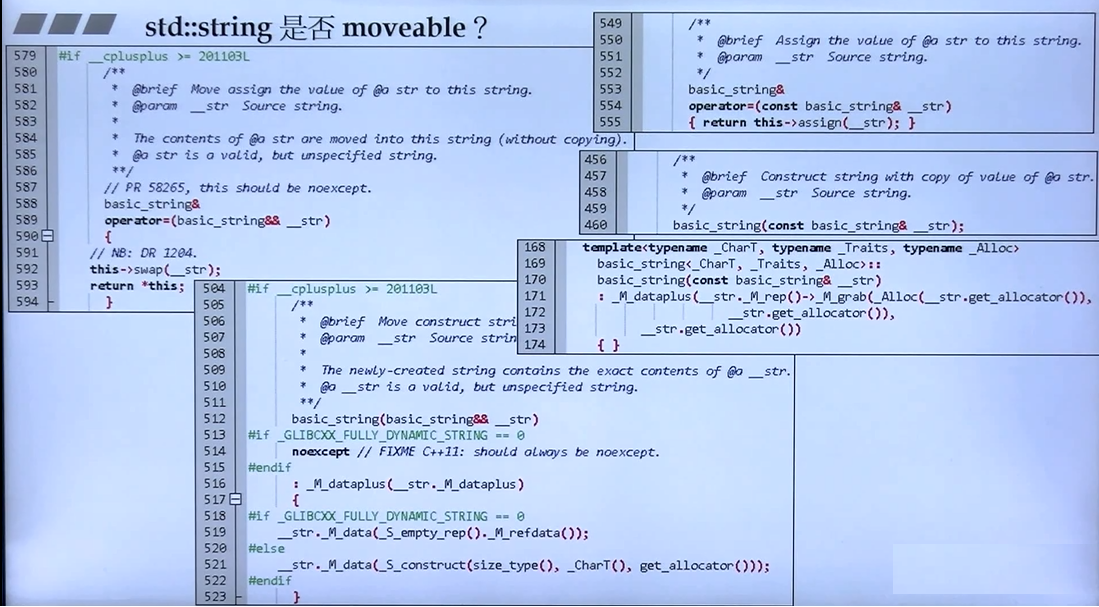 std::string 是否 moveable？
579 #if __cplusplus >= 201103L
580 /**
581 * @brief Move assign the value of @a str to this string.
582 * @param __str Source string.
583 *
584 * The contents of @a str are moved into this string (without copying).
585 * @a str is a valid, but unspecified string.
586 **/
587 // PR 58265, this should be noexcept.
588 basic_string&
589 operator=(basic_string&& __str)
590 {
591 // NB: DR 1204.
592 this->swap(__str);
593 return *this;
594 }
549 /**
550 * @brief Assign the value of @a str to this string.
551 * @param __str Source string.
552 */
553 basic_string&
554 operator=(const basic_string& __str)
555 { return this->assign(__str); }
456 /**
457 * @brief Construct string with copy of value of @a str.
458 * @param __str Source string.
459 */
460 basic_string(const basic_string& __str);
168 template<typename _CharT, typename _Traits, typename _Alloc>
169 basic_string<_CharT, _Traits, _Alloc>::
170 basic_string(const basic_string& __str)
171 : _M_dataplus(__str._M_rep()->_M_grab(_Alloc(__str.get_allocator()),
172 __str.get_allocator()),
173 __str.get_allocator())
174 { }
504 #if __cplusplus >= 201103L
505 /**
506 * @brief Move construct stri
507 * @param __str Source strin
508 *
509 * The newly-created string contains the exact contents of @a __str.
510 * @a __str is a valid, but unspecified string.
511 **/
512 basic_string(basic_string&& __str)
513 #if _GLIBCXX_FULLY_DYNAMIC_STRING == 0
514 noexcept // FIXME C++11: should always be noexcept.
515 #endif
516 : _M_dataplus(__str._M_dataplus)
517 {
518 #if _GLIBCXX_FULLY_DYNAMIC_STRING == 0
519 __str._M_data(_S_empty_rep()._M_refdata());
520 #else
521 __str._M_data(_S_construct(size_type(), _CharT(), get_allocator()));
522 #endif
523 }